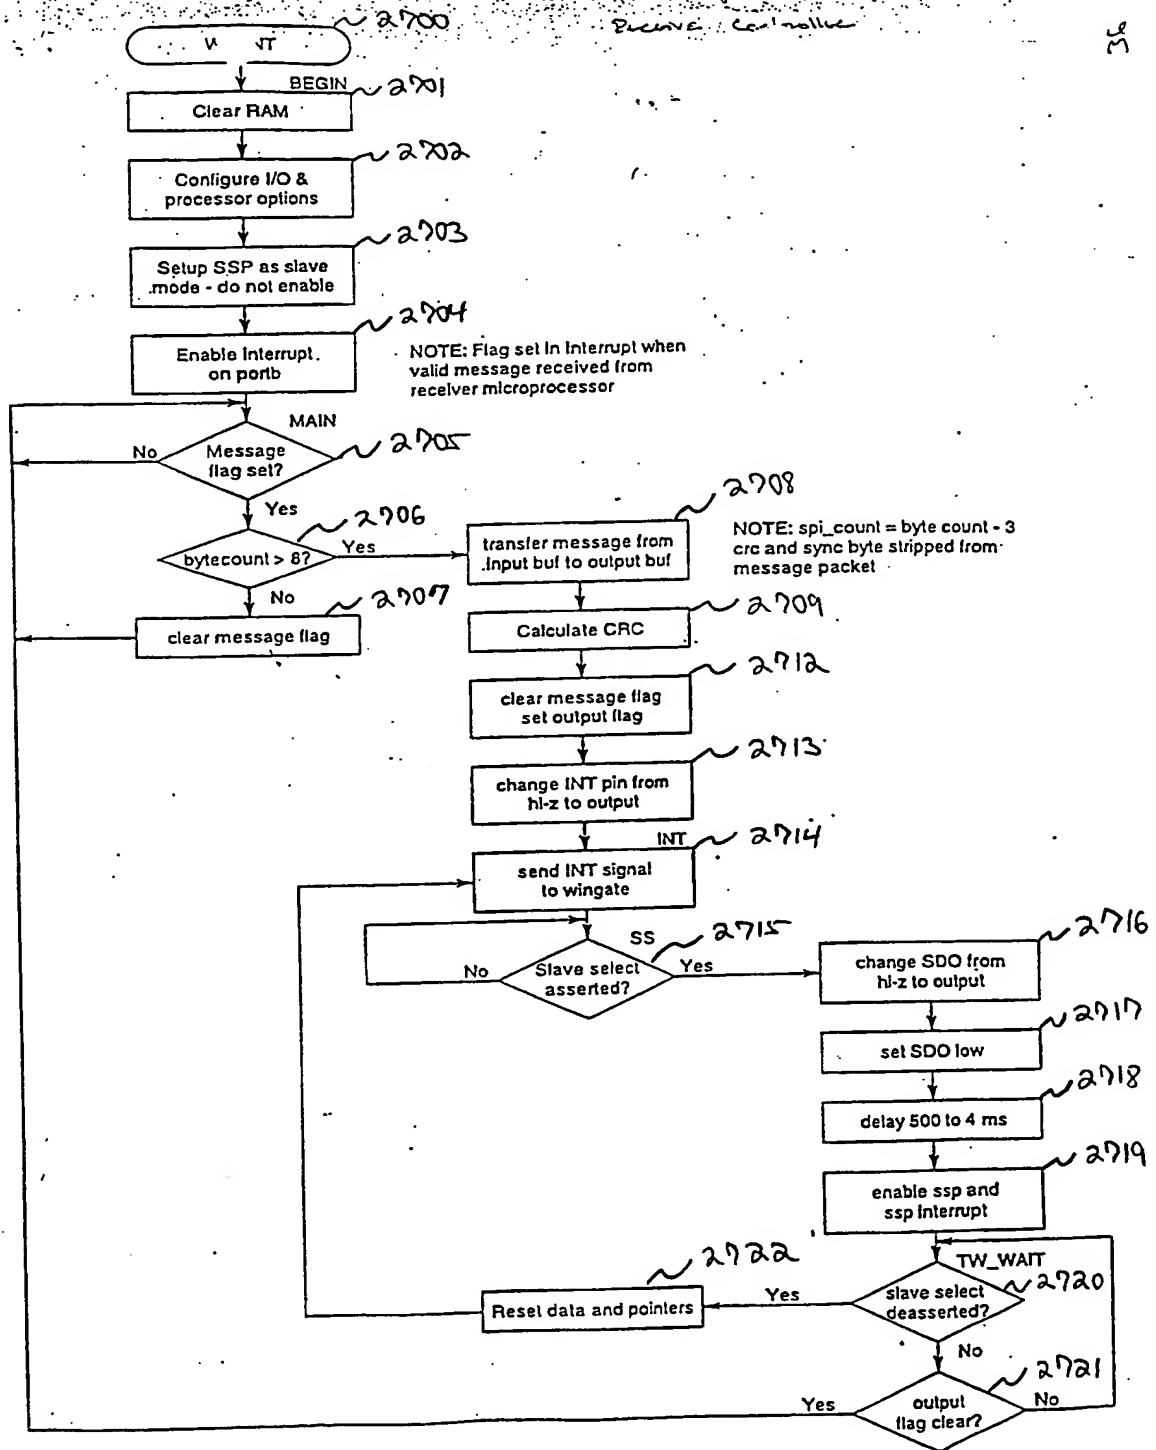 2700
Receive Controller
BEGIN
2701
Clear RAM
2702
Configure I/O &
processor options
2703
Setup SSP as slave
mode - do not enable
2704
Enable Interrupt
on portb
NOTE: Flag set in interrupt when
valid message received from
receiver microprocessor
MAIN
2705
Message
flag set?
No
Yes
2706
bytecount > 8?
Yes
No
2707
clear message flag
2708
transfer message from
input buf to output buf
NOTE: spi_count = byte count - 3
crc and sync byte stripped from
message packet
2709
Calculate CRC
2712
clear message flag
set output flag
2713
change INT pin from
hi-z to output
INT
2714
send INT signal
to wingate
SS
2715
Slave select
asserted?
No
Yes
2716
change SDO from
hi-z to output
2717
set SDO low
2718
delay 500 to 4 ms
2719
enable ssp and
ssp interrupt
TW_WAIT
2720
slave select
deasserted?
Yes
2722
Reset data and pointers
No
2721
output
flag clear?
Yes
No